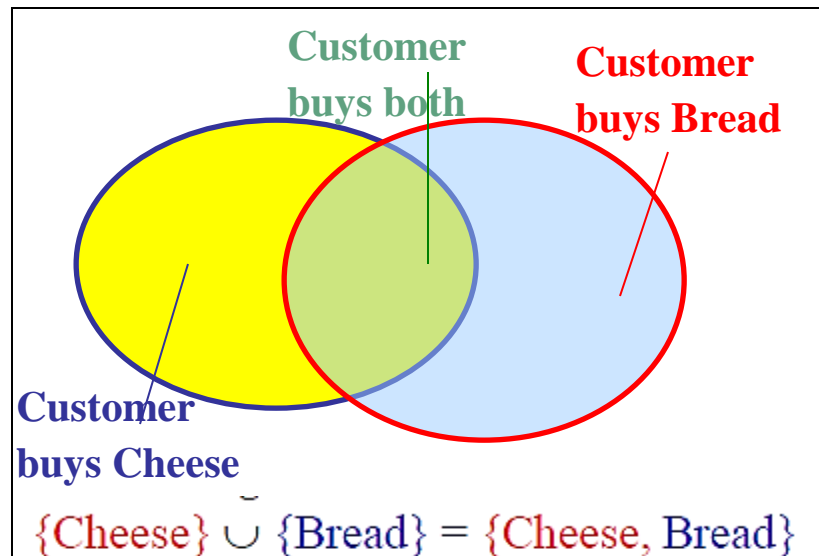 Customer
buys both
Customer
buys Bread
Customer
buys Cheese
{Cheese} ∪ {Bread} = {Cheese, Bread}